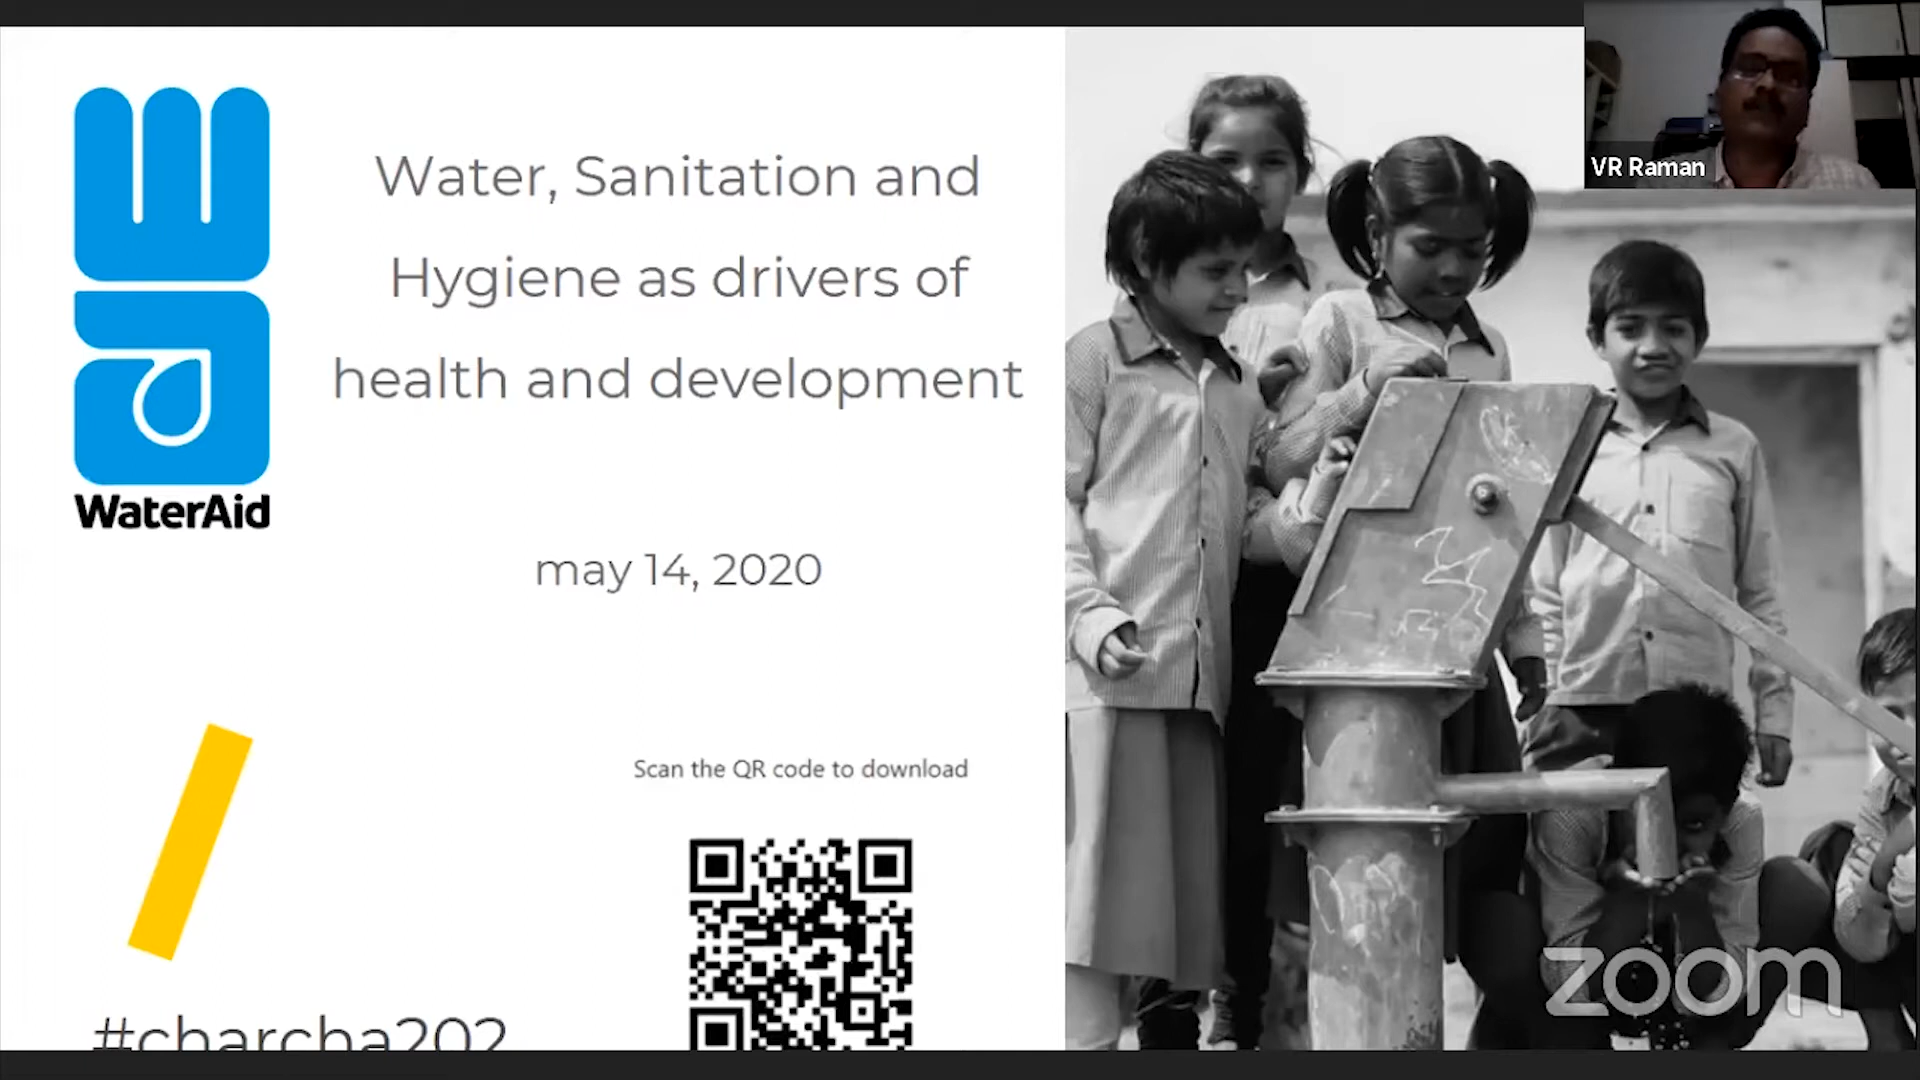 Water, Sanitation and
Hygiene as drivers of
health and development
WaterAid
may 14, 2020
Scan the QR code to download
#charcha202
VR Raman
zoom